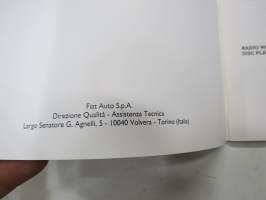 Fiat Auto S.p.A.
Direzione Qualità - Assistenza Tecnica
Largo Senatore G. Agnelli, 5 - 10040 Volvera - Torino (Italia)
RADIO W
DISC PLA